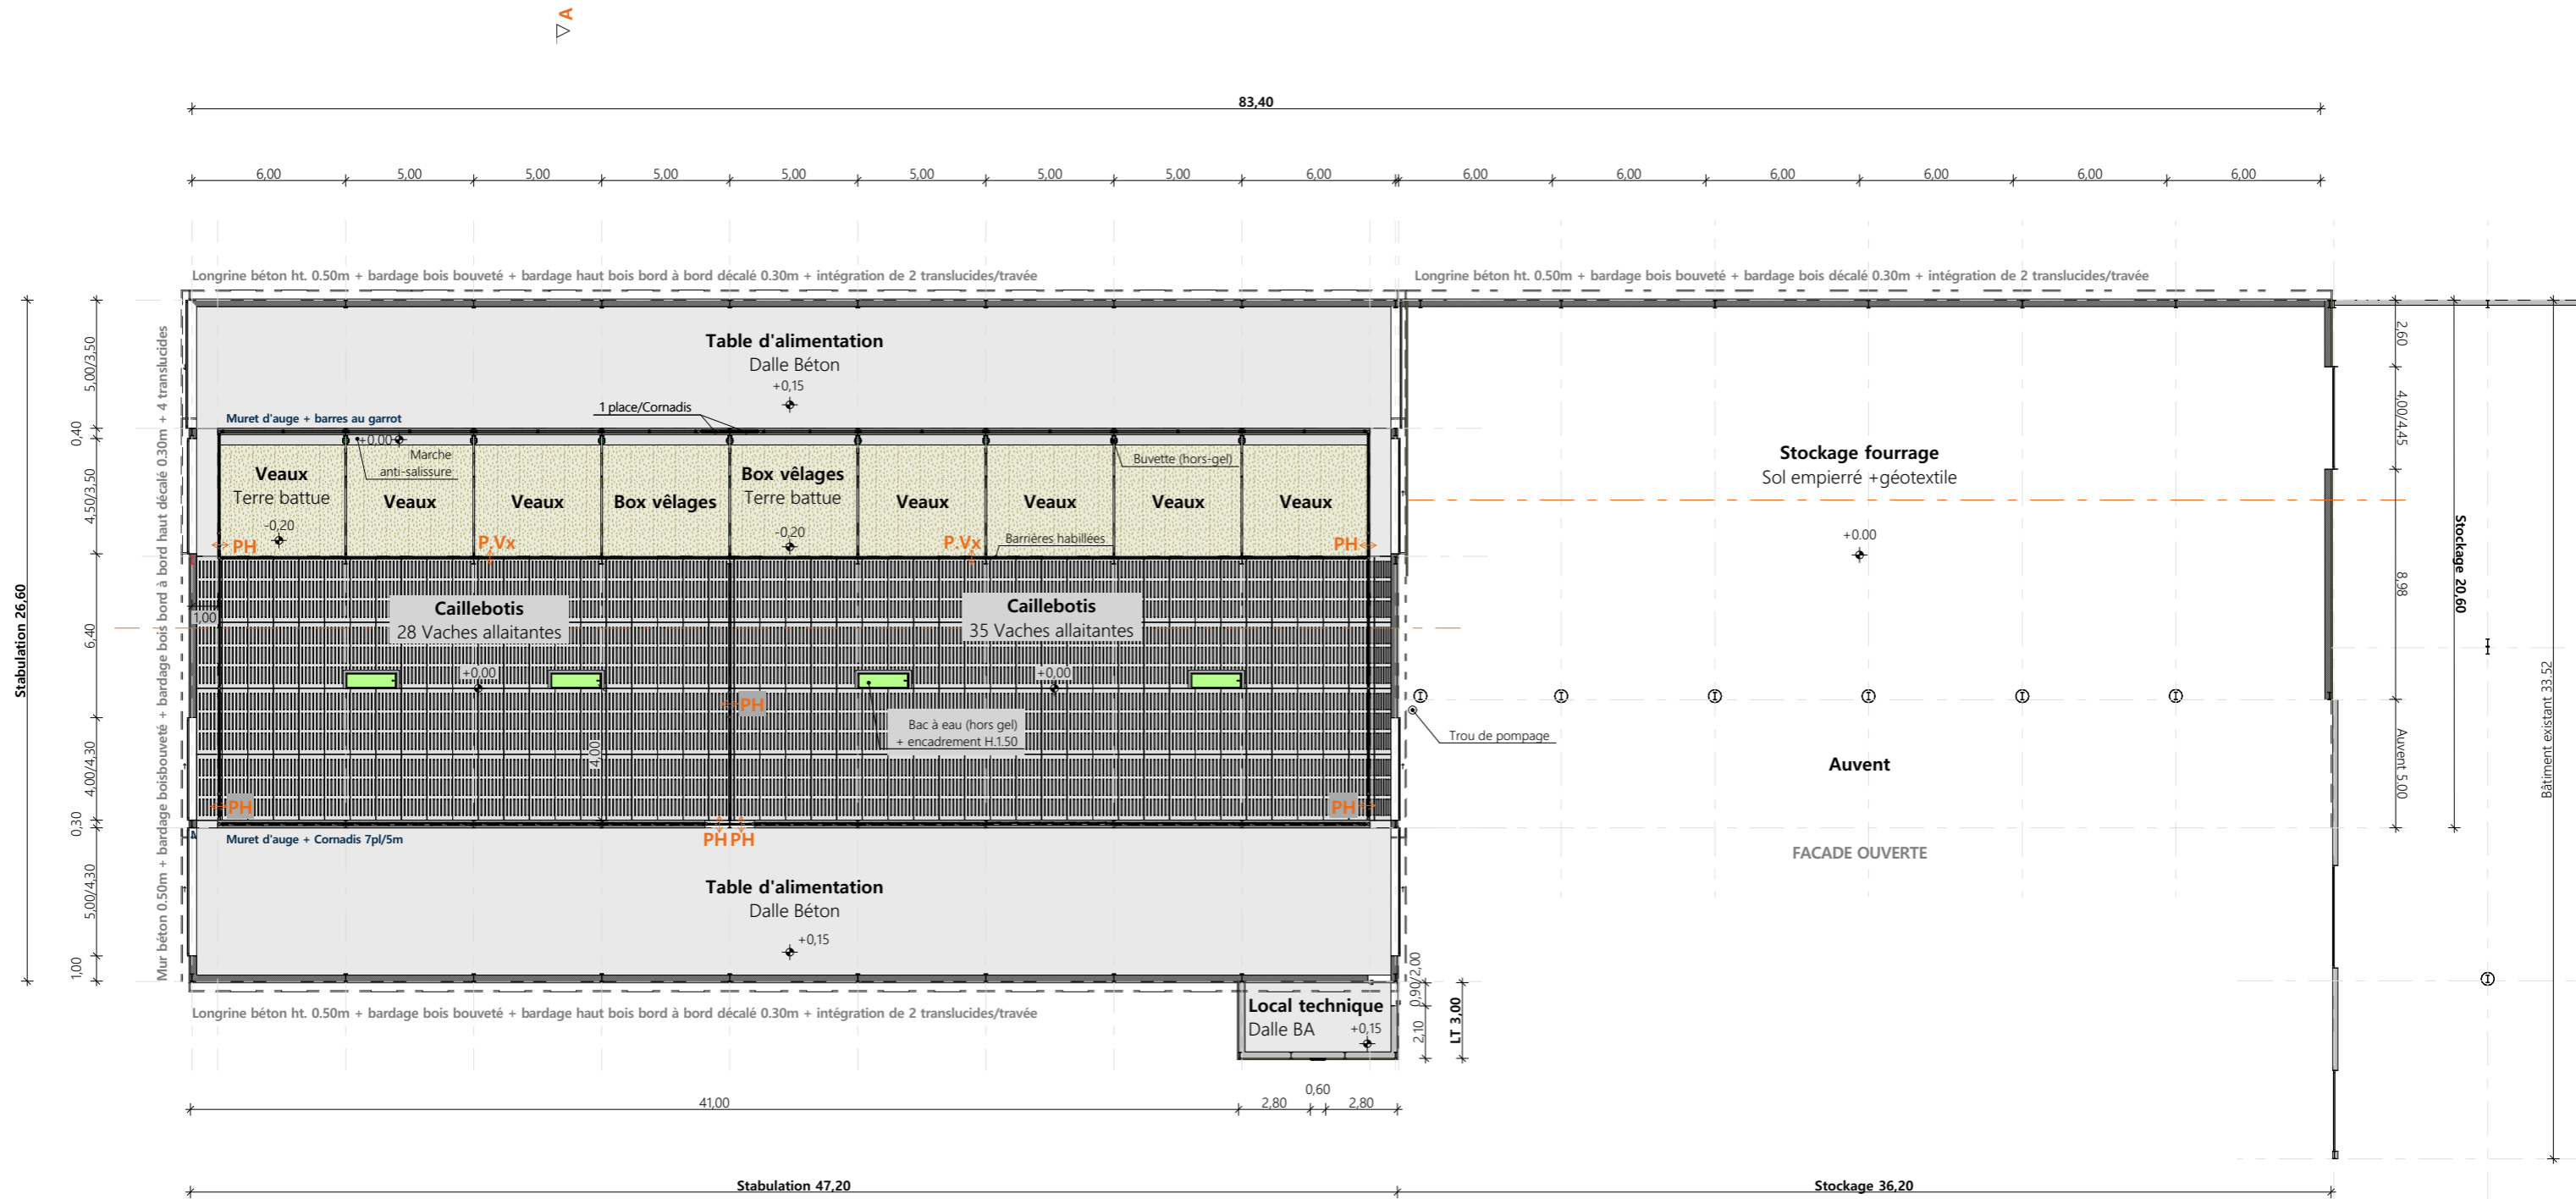 A
83,40
6,00 5,00 5,00 5,00 5,00 5,00 5,00 5,00 6,00 6,00 6,00 6,00 6,00 6,00 6,00
Longrine béton ht. 0.50m + bardage bois bouveté + bardage haut bois bord à bord décalé 0.30m + intégration de 2 translucides/travée
Longrine béton ht. 0.50m + bardage bois bouveté + bardage bois décalé 0.30m + intégration de 2 translucides/travée
Stabulation 26,60
5,00/3,50
0,40
4,50/3,50
6,40
4,00/4,30
0,30
5,00/4,30
1,00
Mur béton 0.50m + bardage boisbouveté + bardage bois bord à bord haut décalé 0.30m + 4 translucides
Table d'alimentation
Dalle Béton
+0,15
Muret d'auge + barres au garrot
1 place/Cornadis
+0.00
Marche
anti-salissure
Buvette (hors-gel)
Veaux
Terre battue
-0,20
Veaux
Veaux
Box vêlages
Box vêlages
Terre battue
-0.20
Veaux
Veaux
Veaux
Veaux
PH
P.Vx
P.Vx
Barrières habillées
PH
1,00
Caillebotis
28 Vaches allaitantes
Caillebotis
35 Vaches allaitantes
+0,00
+0,00
PH
Bac à eau (hors gel)
+ encadrement H.1.50
4,00
PH
PH
PH PH
Muret d'auge + Cornadis 7pl/5m
Table d'alimentation
Dalle Béton
+0,15
Stockage fourrage
Sol empierré +géotextile
+0.00
Trou de pompage
Auvent
FACADE OUVERTE
2,60
4,00/4,45
8,98
Auvent 5,00
Stockage 20,60
Bâtiment existant 33.52
Longrine béton ht. 0.50m + bardage bois bouveté + bardage haut bois bord à bord décalé 0.30m + intégration de 2 translucides/travée
Local technique
Dalle BA
+0,15
0,90/2,00
2,10
LT 3,00
41,00
2,80
0,60
2,80
Stabulation 47,20
Stockage 36,20